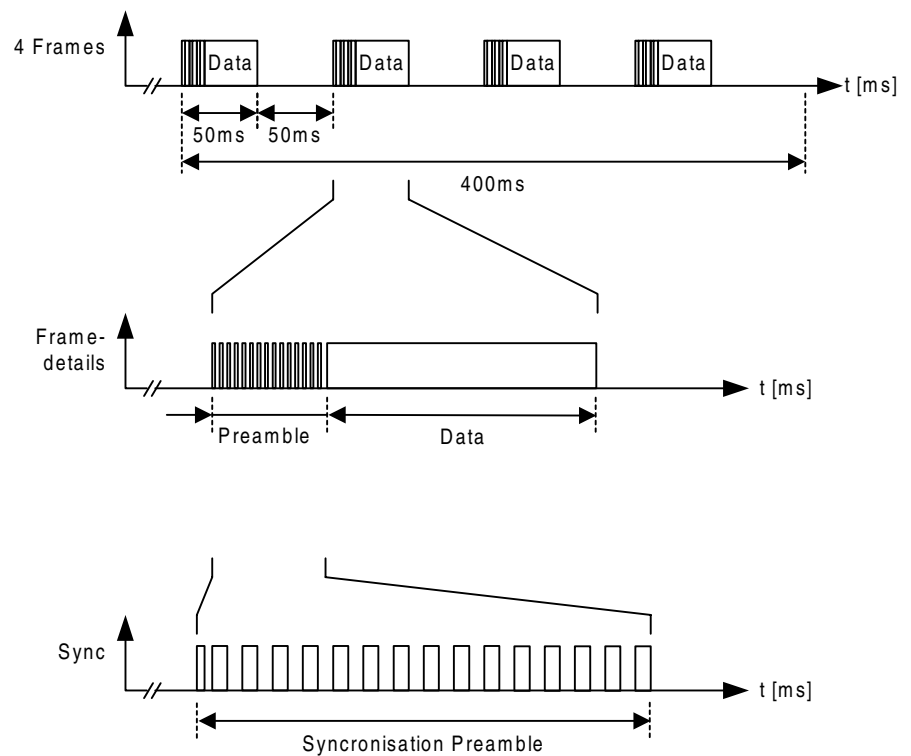 4 Frames
Data
Data
Data
Data
t [ms]
50ms
50ms
400ms
Frame-
details
t [ms]
Preamble
Data
Sync
t [ms]
Syncronisation Preamble